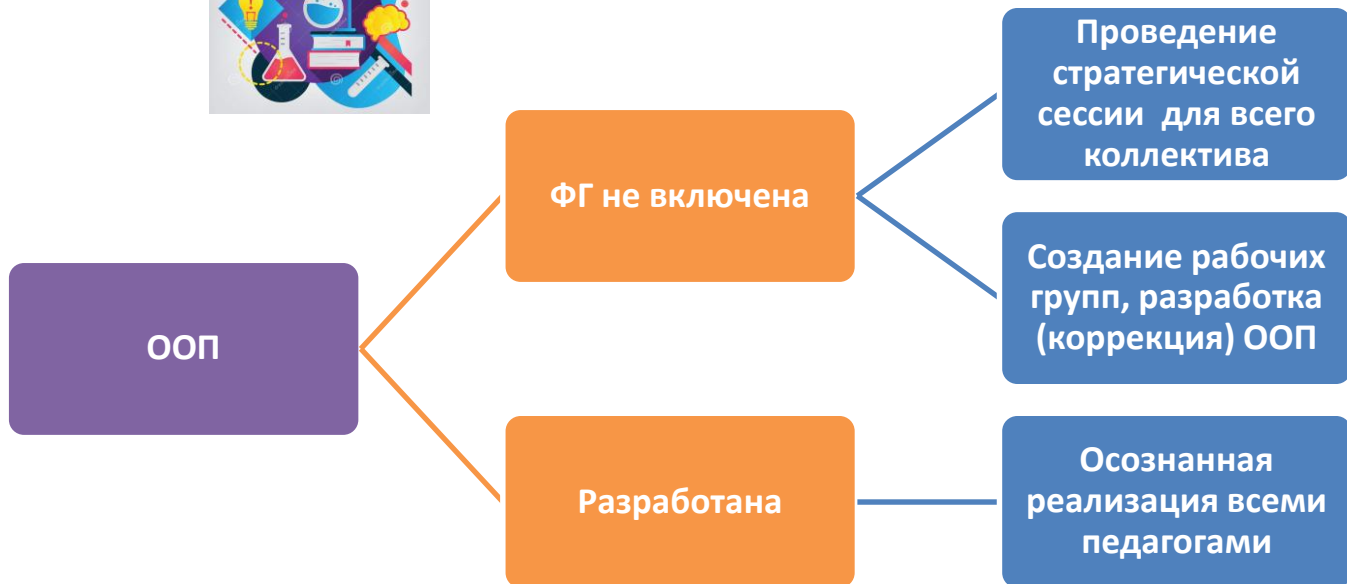 Проведение
стратегической
сессии для всего
коллектива
ФГ не включена
Создание рабочих
групп, разработка
(коррекция) ООП
ООП
Разработана
Осознанная
реализация всеми
педагогами